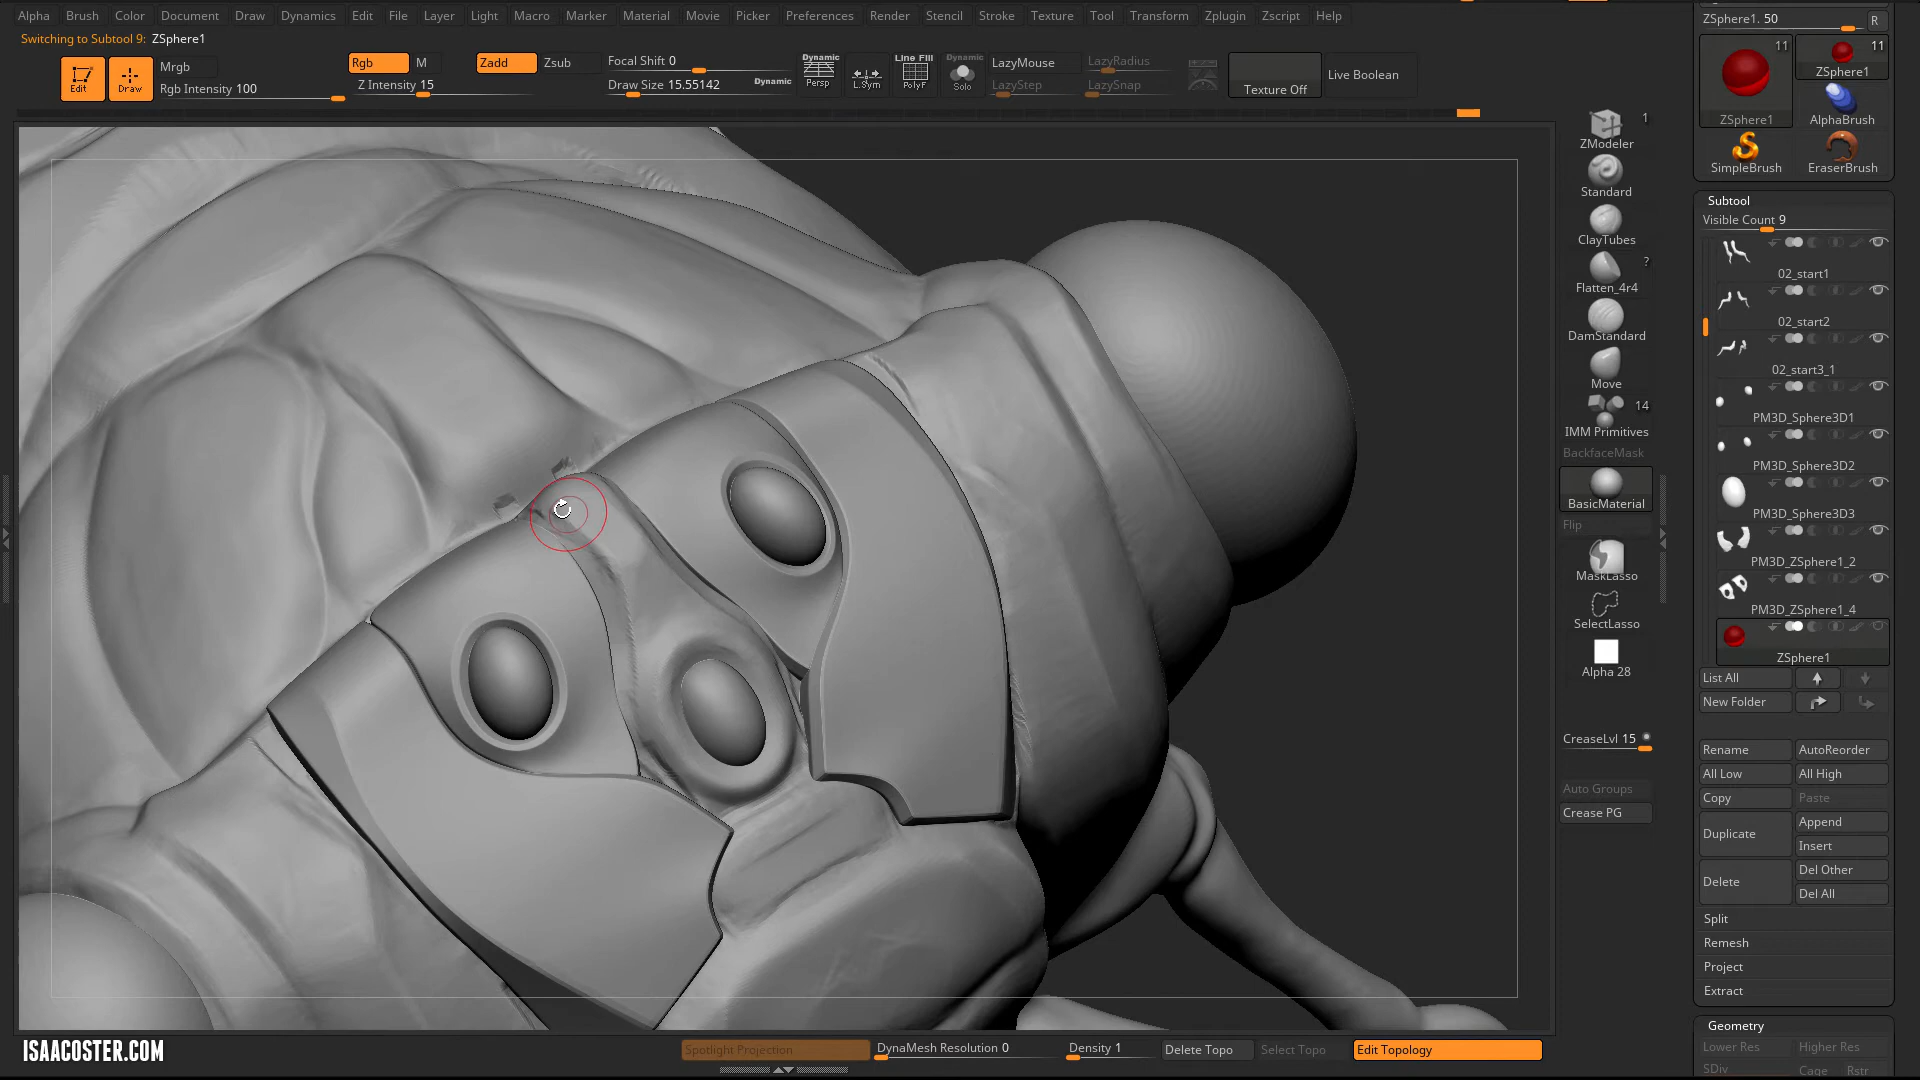 Alpha Brush Color Document Draw Dynamics Edit File Layer Light Macro Marker Material Movie Picker Preferences Render Stencil Stroke Texture Tool Transform Zplugin Zscript Help
Switching to Subtool 9: ZSphere1
Edit
Draw
Mrgb
Rgb Intensity 100
Rgb
M
Z Intensity 15
Zadd
Zsub
Focal Shift 0
Draw Size 15.55142
Dynamic
Dynamic
Persp
L.Sym
Line Fill
PolyF
Dynamic
Solo
LazyMouse
LazyStep
LazyRadius
LazySnap
Texture Off
Live Boolean
1
ZModeler
Standard
ClayTubes
?
Flatten_4r4
DamStandard
Move
14
IMM Primitives
BackfaceMask
BasicMaterial
Flip
MaskLasso
SelectLasso
Alpha 28
CreaseLvl 15
Auto Groups
Crease PG
ZSphere1. 50
R
11
ZSphere1
11
ZSphere1
AlphaBrush
SimpleBrush
EraserBrush
Subtool
Visible Count 9
02_start1
02_start2
02_start3_1
PM3D_Sphere3D1
PM3D_Sphere3D2
PM3D_Sphere3D3
PM3D_ZSphere1_2
PM3D_ZSphere1_4
ZSphere1
List All
New Folder
Rename
AutoReorder
All Low
All High
Copy
Paste
Duplicate
Append
Insert
Delete
Del Other
Del All
Split
Remesh
Project
Extract
Geometry
Lower Res
Higher Res
SDiv
Cage
Rstr
ISAACOSTER.COM
Spotlight Projection
DynaMesh Resolution 0
Density 1
Delete Topo
Select Topo
Edit Topology